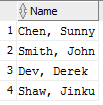 Name
1 Chen, Sunny
2 Smith, John
3 Dev, Derek
4 Shaw, Jinku